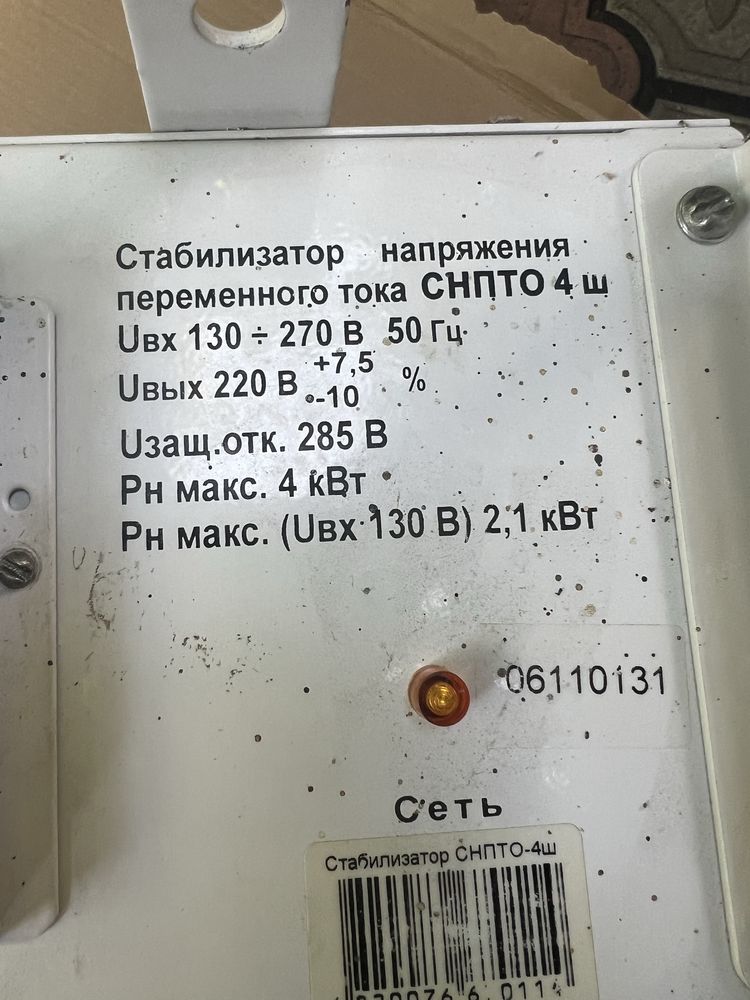 Стабилизатор напряжения
переменного тока СНПТО 4 ш
Uвх 130 ÷ 270 В 50 Гц
Uвых 220 В +7,5 -10 %
Uзащ.отк. 285 В
Рн макс. 4 кВт
Рн макс. (Uвх 130 В) 2,1 кВт
06110131
Сеть
Стабилизатор СНПТО-4ш